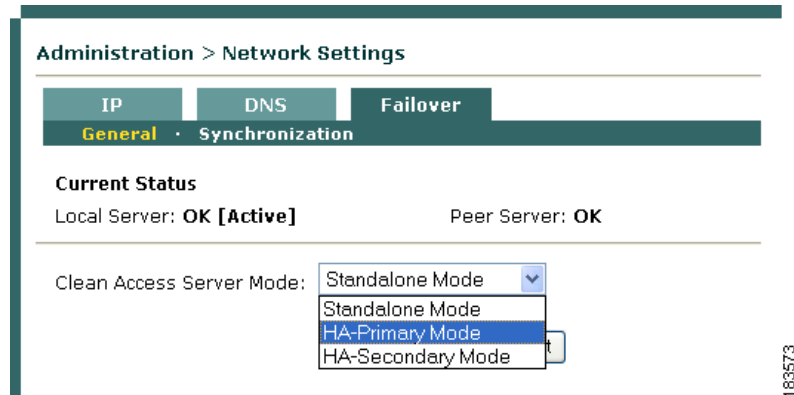 Administration > Network Settings
IP DNS Failover
General · Synchronization
Current Status
Local Server: OK [Active] Peer Server: OK
Clean Access Server Mode: Standalone Mode
Standalone Mode
HA-Primary Mode
HA-Secondary Mode
183573